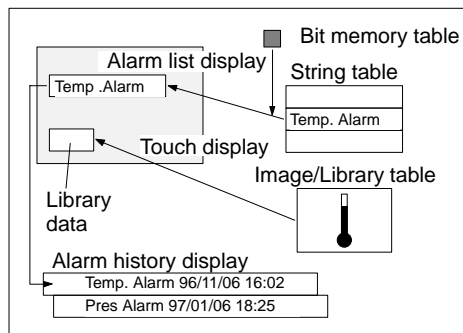 Bit memory table
Alarm list display
String table
Temp .Alarm
Temp. Alarm
Touch display
Image/Library table
Library
data
Alarm history display
Temp. Alarm 96/11/06 16:02
Pres Alarm 97/01/06 18:25